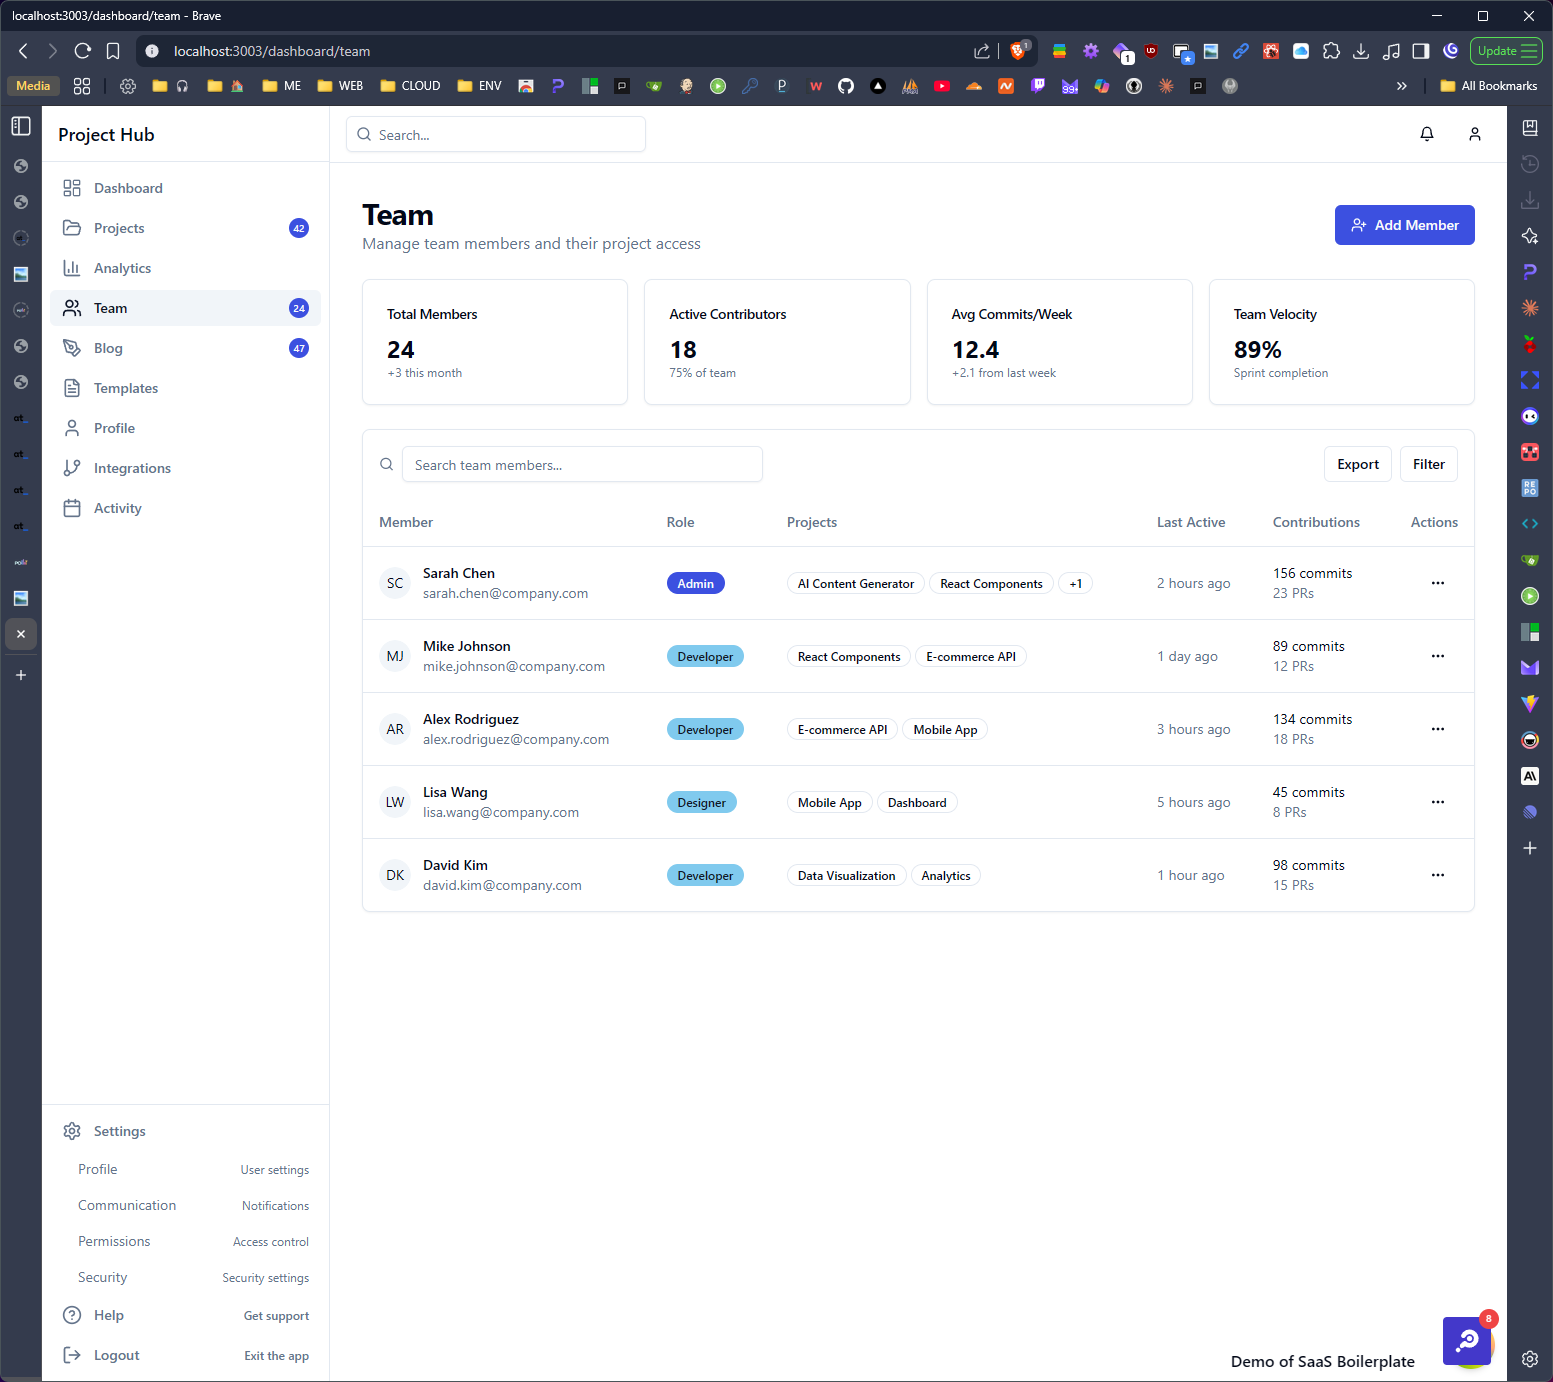 localhost:3003/dashboard/team - Brave
localhost:3003/dashboard/team
1
1
Update
Media
ME
WEB
CLOUD
ENV
99+
All Bookmarks
Project Hub
Search...
Dashboard
Projects
42
Analytics
Team
24
Blog
47
Templates
Profile
Integrations
Activity
Team
Manage team members and their project access
Add Member
Total Members
24
+3 this month
Active Contributors
18
75% of team
Avg Commits/Week
12.4
+2.1 from last week
Team Velocity
89%
Sprint completion
Search team members...
Export
Filter
Member Role Projects Last Active Contributions Actions
SC
Sarah Chen
sarah.chen@company.com
Admin
AI Content Generator
React Components
+1
2 hours ago
156 commits
23 PRs
MJ
Mike Johnson
mike.johnson@company.com
Developer
React Components
E-commerce API
1 day ago
89 commits
12 PRs
AR
Alex Rodriguez
alex.rodriguez@company.com
Developer
E-commerce API
Mobile App
3 hours ago
134 commits
18 PRs
LW
Lisa Wang
lisa.wang@company.com
Designer
Mobile App
Dashboard
5 hours ago
45 commits
8 PRs
DK
David Kim
david.kim@company.com
Developer
Data Visualization
Analytics
1 hour ago
98 commits
15 PRs
Settings
Profile
User settings
Communication
Notifications
Permissions
Access control
Security
Security settings
Help
Get support
Logout
Exit the app
Demo of SaaS Boilerplate
8